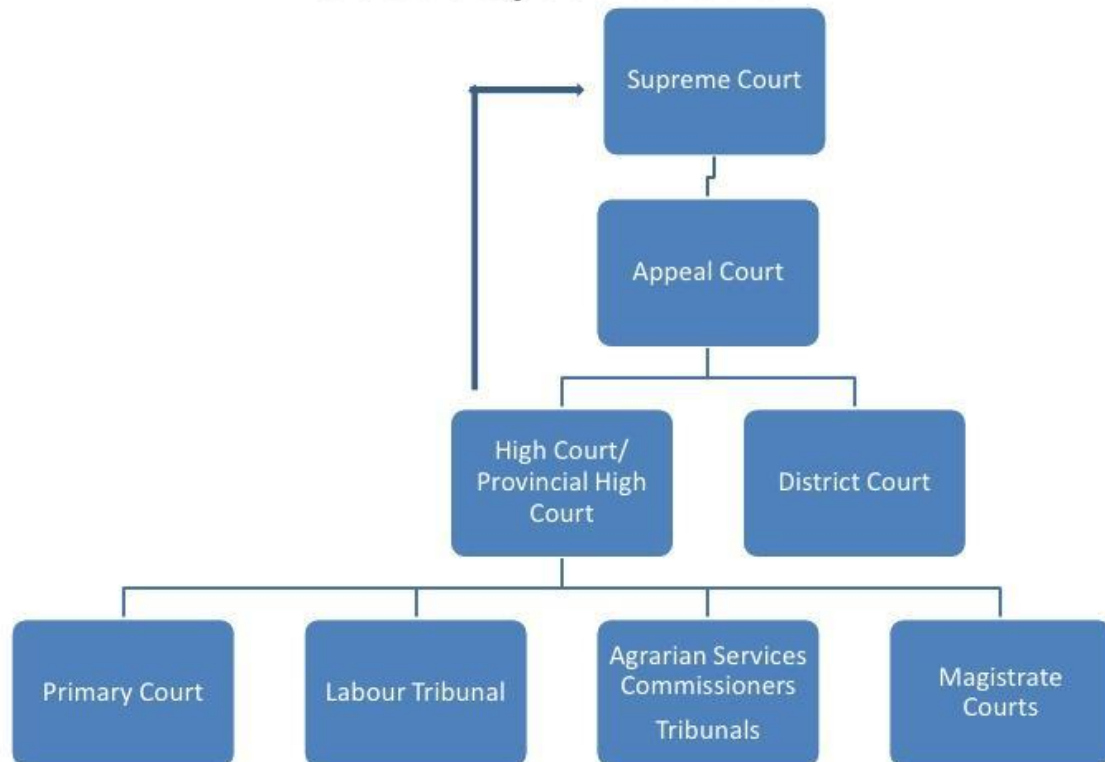 Supreme Court
Appeal Court
High Court/
Provincial High
Court
District Court
Primary Court
Labour Tribunal
Agrarian Services
Commissioners
Tribunals
Magistrate
Courts